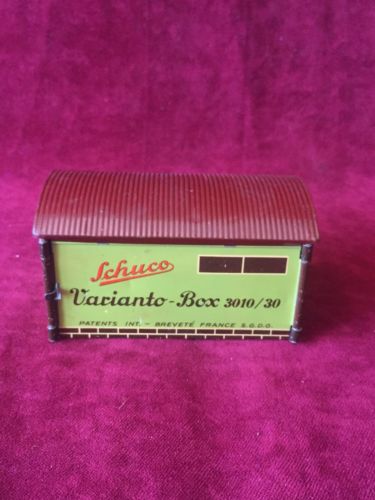 Schuco
Varianto-Box 3010/30
PATENTS INT. – BREVETÉ FRANCE S.G.D.G.